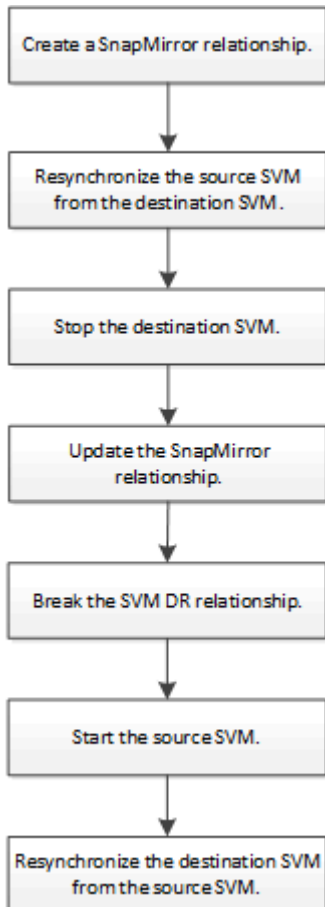 Create a SnapMirror relationship.
Resynchronize the source SVM
from the destination SVM.
Stop the destination SVM.
Update the SnapMirror
relationship.
Break the SVM DR relationship.
Start the source SVM.
Resynchronize the destination SVM
from the source SVM.